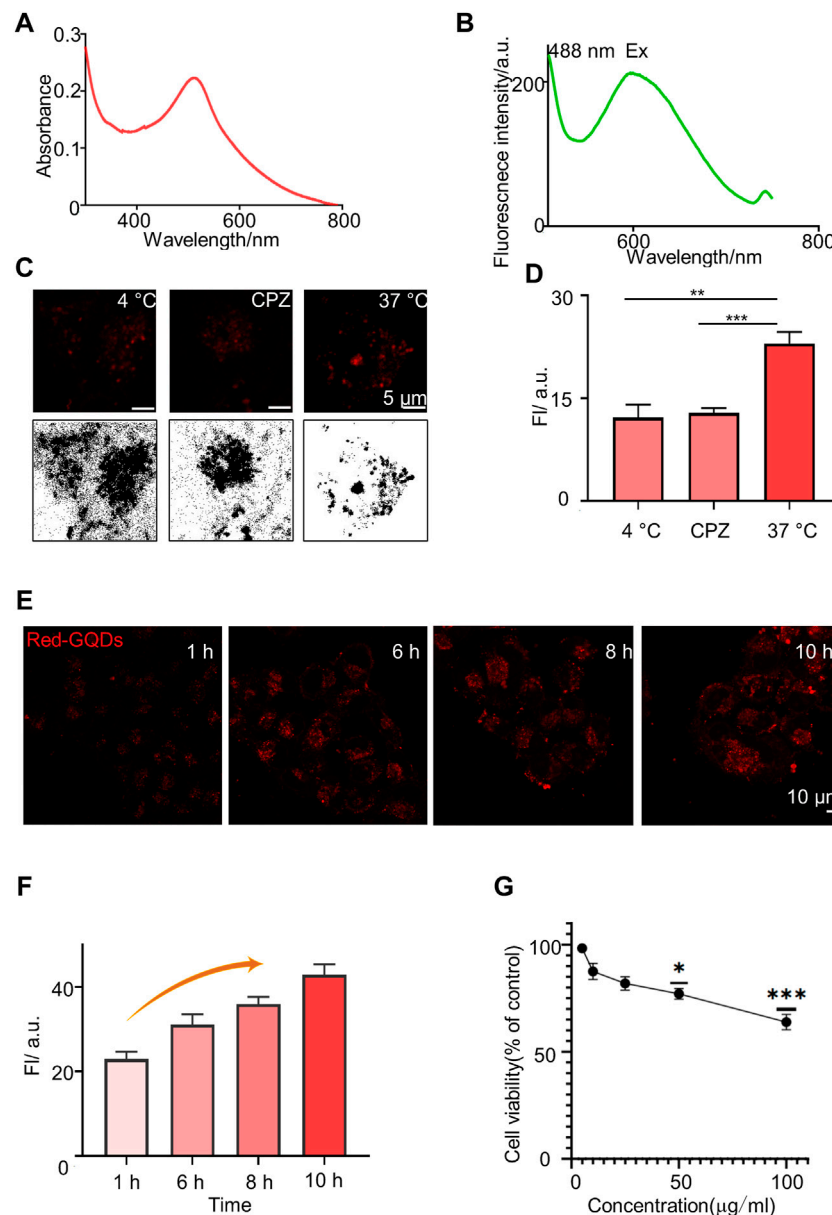 A
0.3
0.2
0.1
0
Absorbance
400
600
800
Wavelength/nm
B
488 nm Ex
200
0
Fluorescnece intensity/a.u.
600
800
Wavelength/nm
C
4 °C
CPZ
37 °C
5 µm
D
**
***
30
15
0
FI/ a.u.
4 °C
CPZ
37 °C
E
Red-GQDs
1 h
6 h
8 h
10 h
10 µm
F
40
20
0
FI/ a.u.
1 h
6 h
8 h
10 h
Time
G
*
***
100
50
0
Cell viability(% of control)
0
50
100
Concentration(µg/ml)